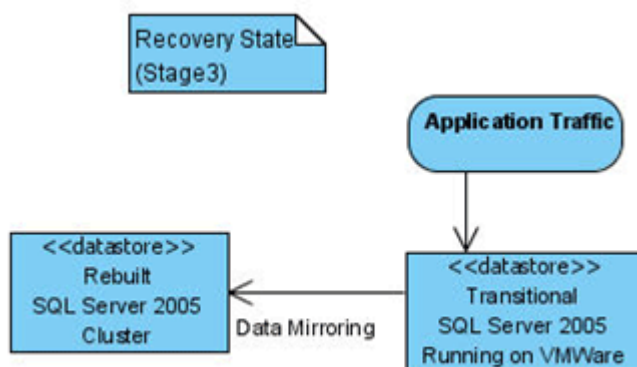 Recovery State
(Stage3)
Application Traffic
<<datastore>>
Rebuilt
SQL Server 2005
Cluster
Data Mirroring
<<datastore>>
Transitional
SQL Server 2005
Running on VMWare